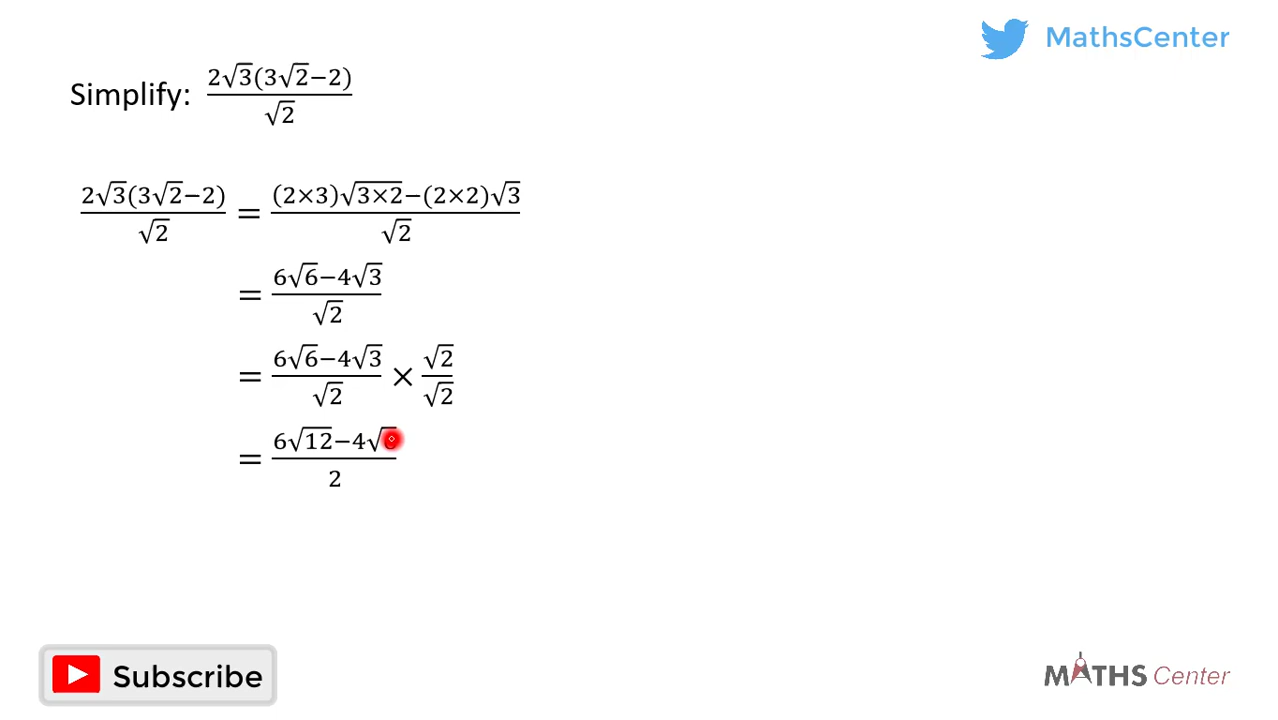 MathsCenter
Simplify: 2√3(3√2−2)/√2
2√3(3√2−2)/√2 = (2×3)√3×2−(2×2)√3/√2
= 6√6−4√3/√2
= 6√6−4√3/√2 × √2/√2
= 6√12−4√/2
Subscribe
MATHS Center